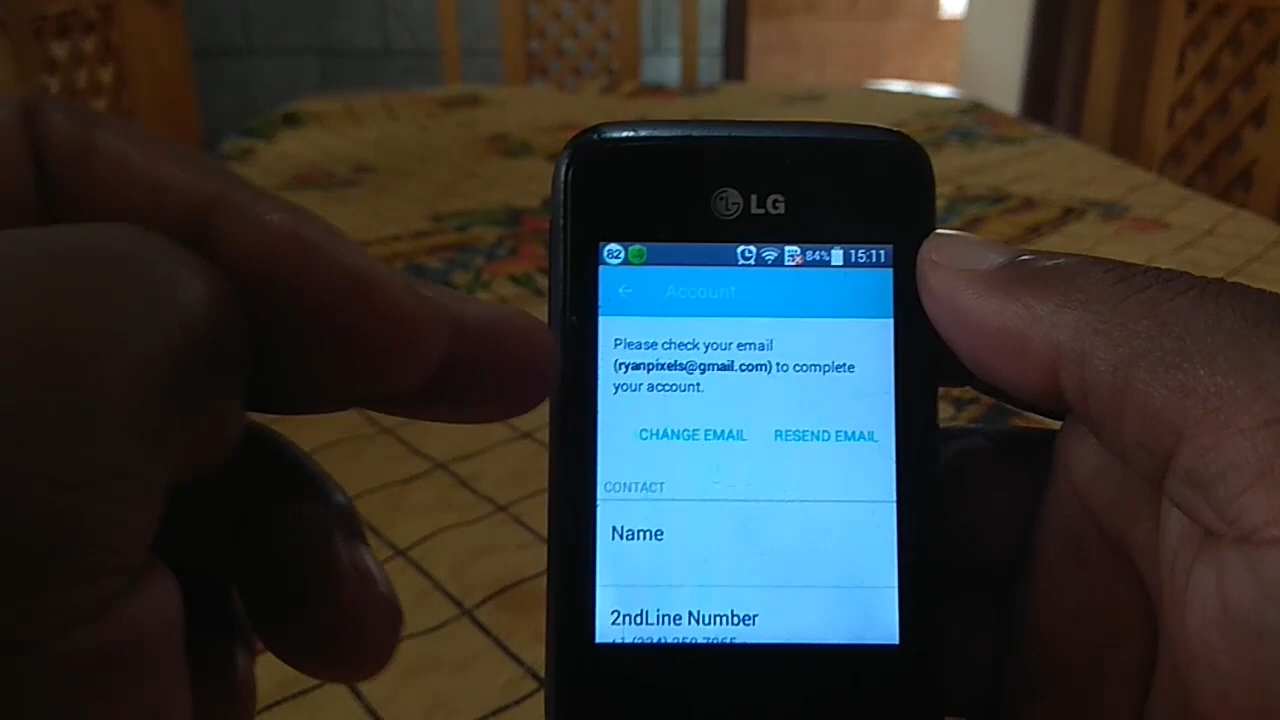 LG
82 84% 15:11
Account
Please check your email
(ryanpixels@gmail.com) to complete
your account.
CHANGE EMAIL RESEND EMAIL
CONTACT
Name
2ndLine Number